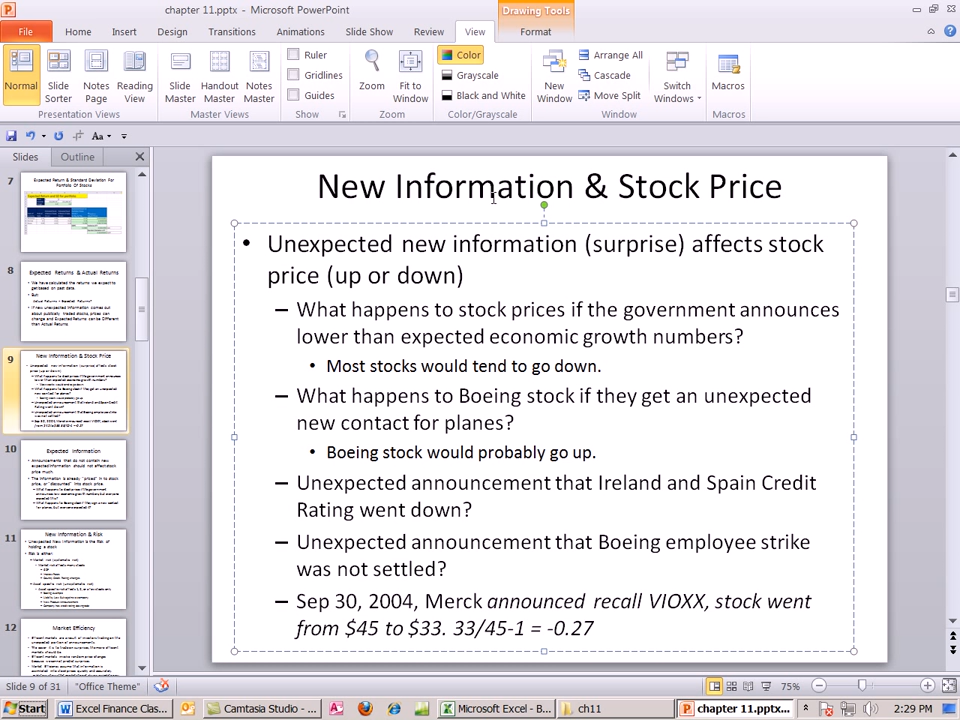 chapter 11.pptx - Microsoft PowerPoint
Drawing Tools
File Home Insert Design Transitions Animations Slide Show Review View Format
Normal
Slide Sorter
Notes Page
Reading View
Presentation Views
Slide Master
Handout Master
Notes Master
Master Views
Ruler
Gridlines
Guides
Show
Zoom
Fit to Window
Zoom
Color
Grayscale
Black and White
Color/Grayscale
New Window
Arrange All
Cascade
Move Split
Window
Switch Windows
Macros
Macros
Aa
Slides Outline
7
Expected Return & Standard Deviation For
Portfolio Of Stocks
8
Expected Returns & Actual Returns
9
New Information & Stock Price
10
Expected Information
11
New Information & Risk
12
Market Efficiency
New Information & Stock Price
• Unexpected new information (surprise) affects stock
price (up or down)
– What happens to stock prices if the government announces
lower than expected economic growth numbers?
• Most stocks would tend to go down.
– What happens to Boeing stock if they get an unexpected
new contact for planes?
• Boeing stock would probably go up.
– Unexpected announcement that Ireland and Spain Credit
Rating went down?
– Unexpected announcement that Boeing employee strike
was not settled?
– Sep 30, 2004, Merck announced recall VIOXX, stock went
from $45 to $33. 33/45-1 = -0.27
Slide 9 of 31 "Office Theme" 75%
Start Excel Finance Clas... Camtasia Studio - ... Microsoft Excel - B... ch11 chapter 11.pptx... 2:29 PM